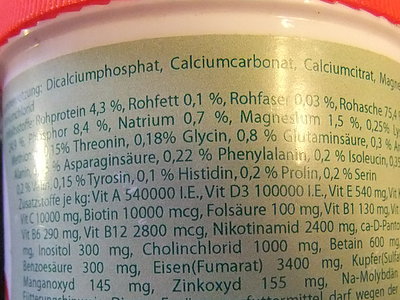 Dicalciumphosphat, Calciumcarbonat, Calciumcitrat,
Rohprotein 4,3 %, Rohfett 0,1 %, Rohfaser 0,03 %, Rohasche
8,4 %, Natrium 0,7 %, Magnesium 1,5 %, 0,25%
0,15% Threonin, 0,18% Glycin, 0,8 % Glutaminsäure, 0,3 %
% Asparaginsäure, 0,22 % Phenylalanin, 0,2 % Isoleucin,
0,15 % Tyrosin, 0,1 % Histidin, 0,2 % Prolin, 0,2 % Serin
Zusatzstoffe je kg: Vit A 540000 I.E., Vit D3 100000 I.E., Vit E 540 mg,
Vit C 10000 mg, Biotin 10000 mcg, Folsäure 100 mg, Vit B1 130 mg,
Vit B6 290 mg, Vit B12 2800 mcg, Nikotinamid 2400 mg,
mg, Inositol 300 mg, Cholinchlorid 1000 mg, Betain 600 mg,
Benzoesäure 300 mg, Eisen(Fumarat) 3400 mg,
Manganoxyd 145 mg, Zinkoxyd 155 mg, Na-Molybdän